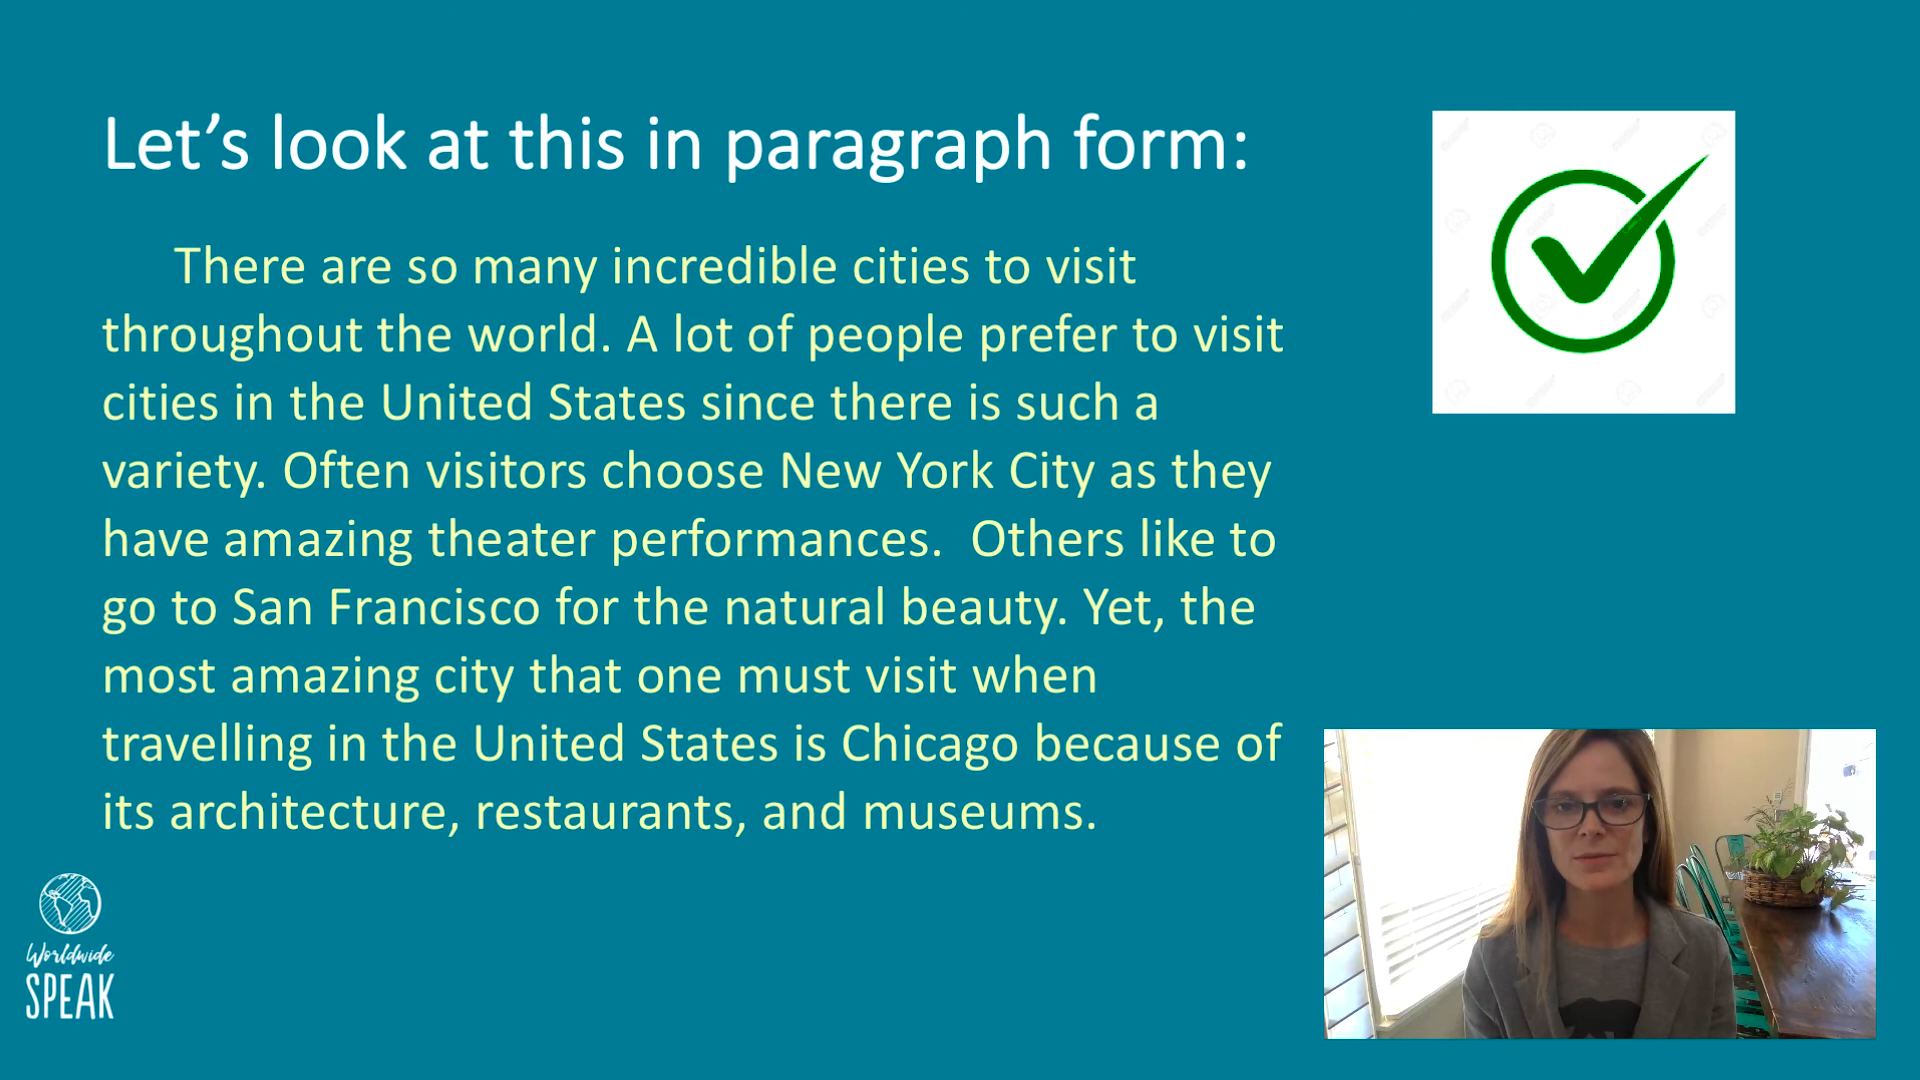 Let’s look at this in paragraph form:
There are so many incredible cities to visit
throughout the world. A lot of people prefer to visit
cities in the United States since there is such a
variety. Often visitors choose New York City as they
have amazing theater performances.  Others like to
go to San Francisco for the natural beauty. Yet, the
most amazing city that one must visit when
travelling in the United States is Chicago because of
its architecture, restaurants, and museums.
Worldwide
SPEAK